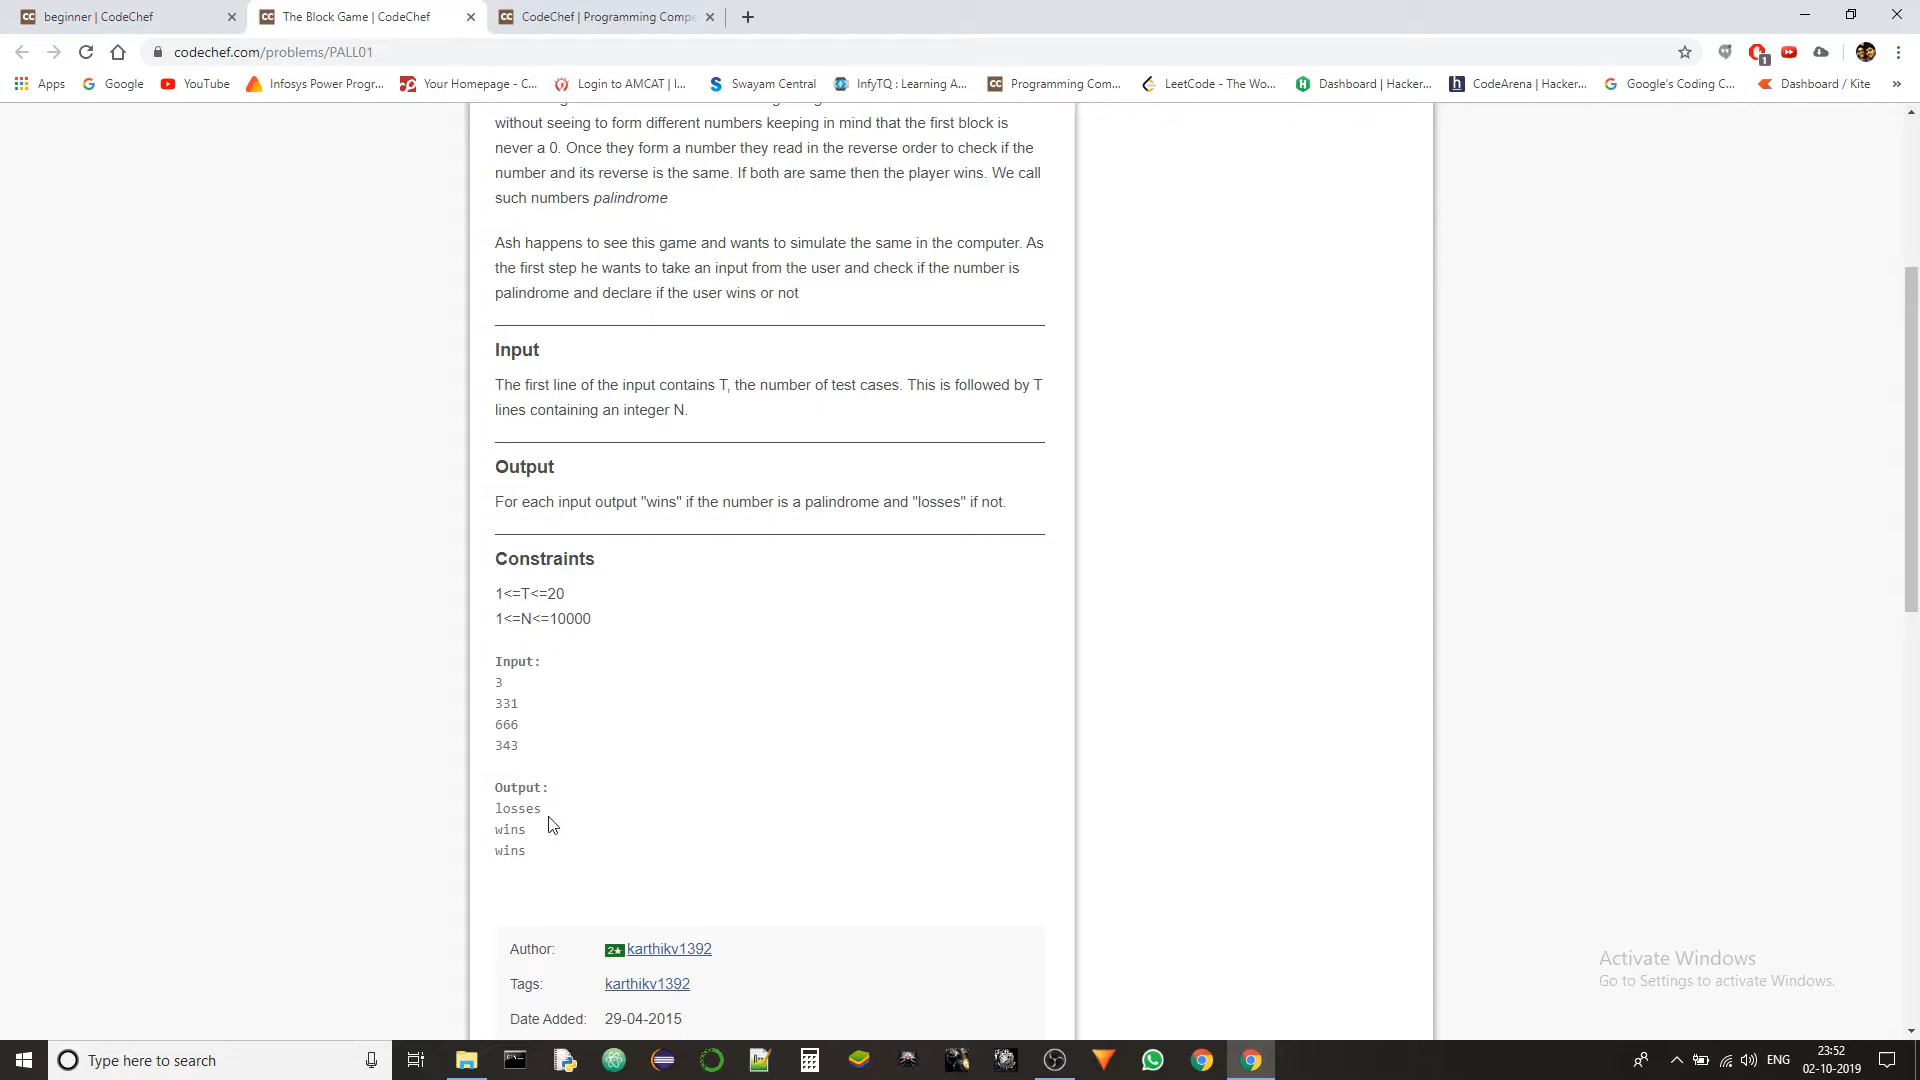 beginner | CodeChef
The Block Game | CodeChef
CodeChef | Programming Compe
codechef.com/problems/PALL01
Apps
Google
YouTube
Infosys Power Progr...
Your Homepage - C...
Login to AMCAT | I...
Swayam Central
InfyTQ : Learning A...
Programming Com...
LeetCode - The Wo...
Dashboard | Hacker...
CodeArena | Hacker...
Google's Coding C...
Dashboard / Kite
»
without seeing to form different numbers keeping in mind that the first block is
never a 0. Once they form a number they read in the reverse order to check if the
number and its reverse is the same. If both are same then the player wins. We call
such numbers palindrome
Ash happens to see this game and wants to simulate the same in the computer. As
the first step he wants to take an input from the user and check if the number is
palindrome and declare if the user wins or not
Input
The first line of the input contains T, the number of test cases. This is followed by T
lines containing an integer N.
Output
For each input output "wins" if the number is a palindrome and "losses" if not.
Constraints
1<=T<=20
1<=N<=10000
Input:
3
331
666
343
Output:
losses
wins
wins
Author: 2★ karthikv1392
Tags: karthikv1392
Date Added: 29-04-2015
Activate Windows
Go to Settings to activate Windows.
Type here to search
ENG
23:52
02-10-2019